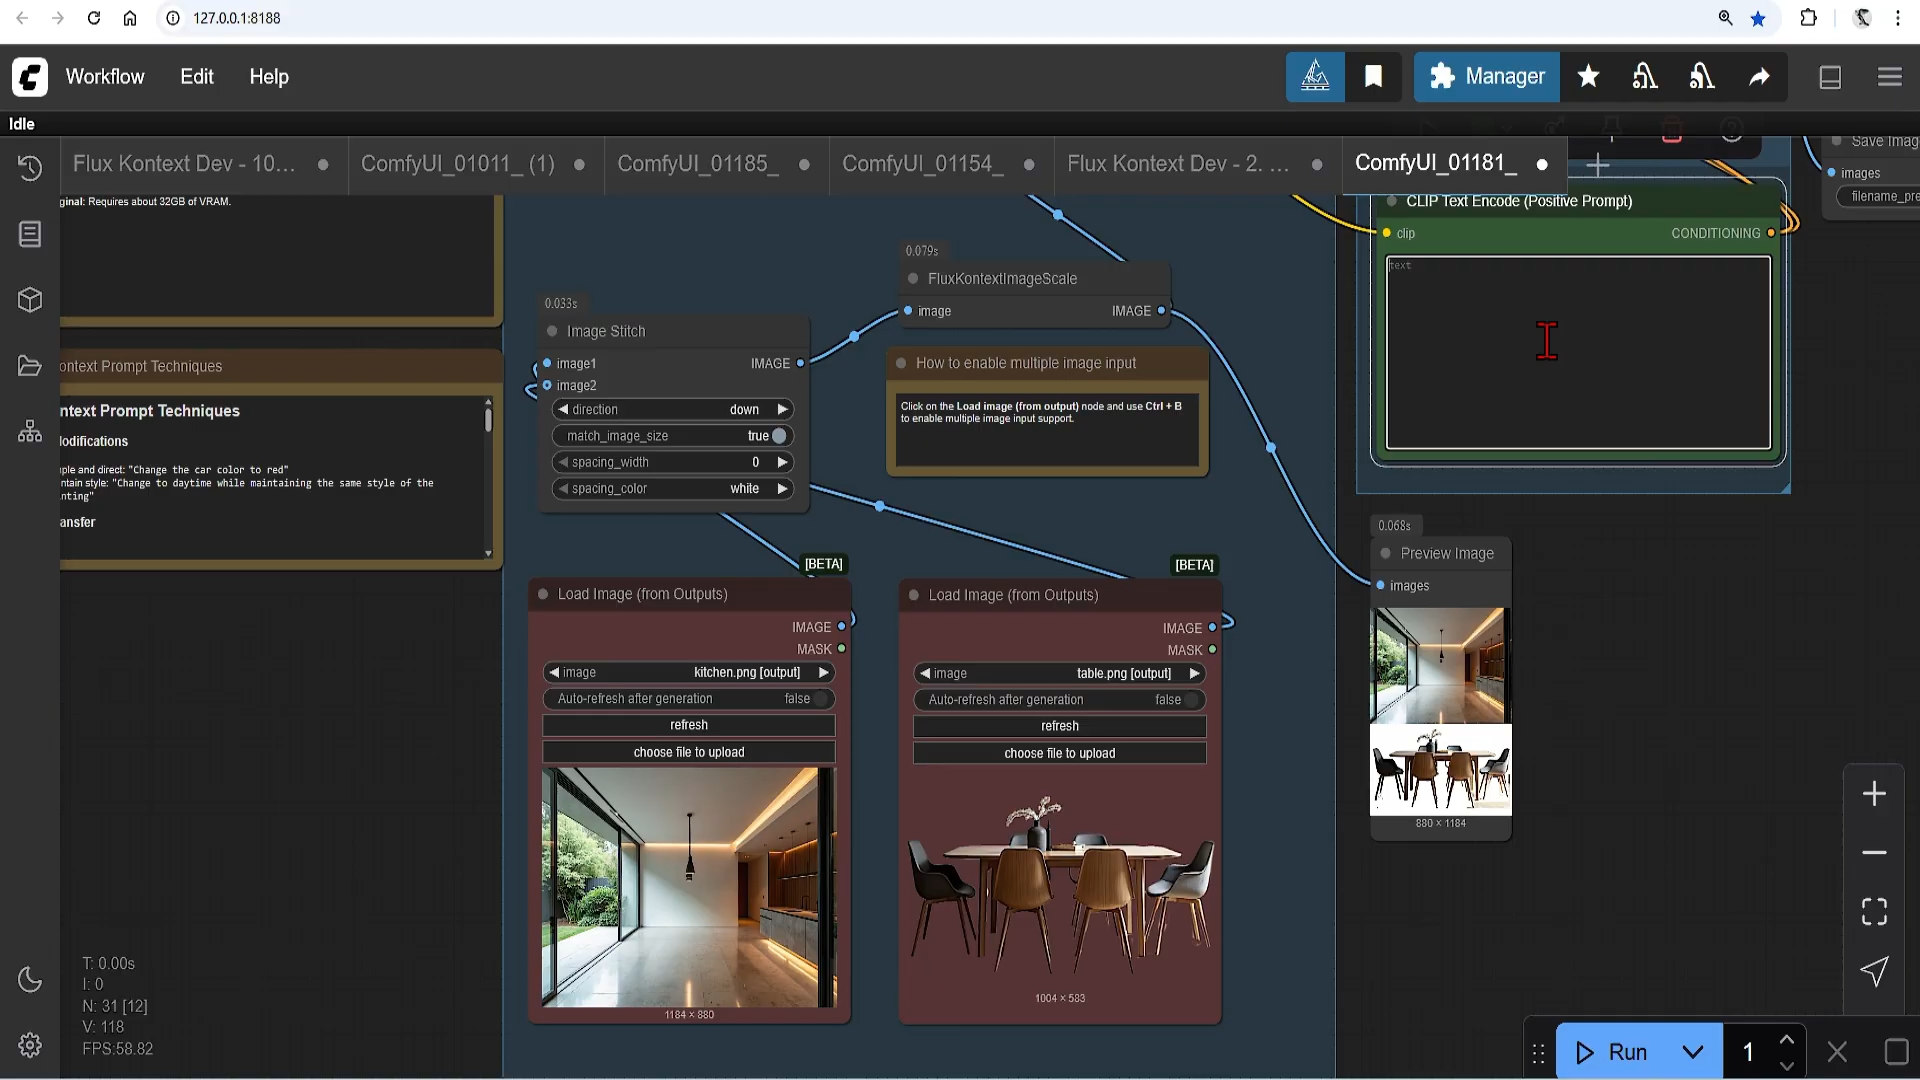 127.0.0.1:8188
Workflow
Edit
Help
Manager
Idle
Flux Kontext Dev - 10...
ComfyUI_01011_ (1)
ComfyUI_01185_
ComfyUI_01154_
Flux Kontext Dev - 2. ...
ComfyUI_01181_
Save Imag
images
filename_pre
ginal: Requires about 32GB of VRAM.
ontext Prompt Techniques
ntext Prompt Techniques
lodifications
ple and direct: "Change the car color to red"
ntain style: "Change to daytime while maintaining the same style of the
nting"
ansfer
0.033s
Image Stitch
image1
IMAGE
image2
direction
down
match_image_size
true
spacing_width
0
spacing_color
white
0.079s
FluxKontextImageScale
image
IMAGE
How to enable multiple image input
Click on the Load image (from output) node and use Ctrl + B
to enable multiple image input support.
CLIP Text Encode (Positive Prompt)
clip
CONDITIONING
text
0.068s
Preview Image
images
880 × 1184
[BETA]
Load Image (from Outputs)
IMAGE
MASK
image
kitchen.png [output]
Auto-refresh after generation
false
refresh
choose file to upload
1184 × 880
[BETA]
Load Image (from Outputs)
IMAGE
MASK
image
table.png [output]
Auto-refresh after generation
false
refresh
choose file to upload
1004 × 583
T: 0.00s
I: 0
N: 31 [12]
V: 118
FPS:58.82
Run
1